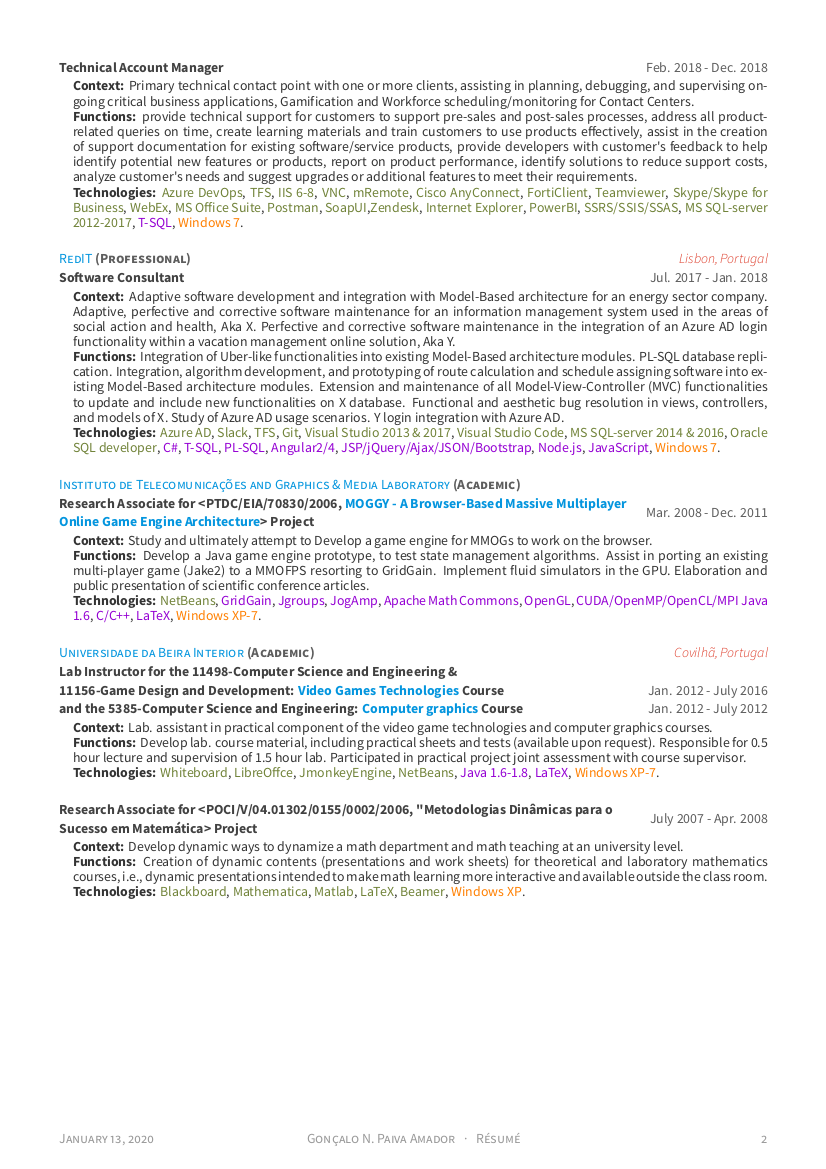 Technical Account Manager Feb. 2018 - Dec. 2018
Context: Primary technical contact point with one or more clients, assisting in planning, debugging, and supervising on-
going critical business applications, Gamification and Workforce scheduling/monitoring for Contact Centers.
Functions: provide technical support for customers to support pre-sales and post-sales processes, address all product-
related queries on time, create learning materials and train customers to use products effectively, assist in the creation
of support documentation for existing software/service products, provide developers with customer's feedback to help
identify potential new features or products, report on product performance, identify solutions to reduce support costs,
analyze customer's needs and suggest upgrades or additional features to meet their requirements.
Technologies: Azure DevOps, TFS, IIS 6-8, VNC, mRemote, Cisco AnyConnect, FortiClient, Teamviewer, Skype/Skype for
Business, WebEx, MS Office Suite, Postman, SoapUI,Zendesk, Internet Explorer, PowerBI, SSRS/SSIS/SSAS, MS SQL-server
2012-2017, T-SQL, Windows 7.
RedIT (Professional) Lisbon, Portugal
Software Consultant Jul. 2017 - Jan. 2018
Context: Adaptive software development and integration with Model-Based architecture for an energy sector company.
Adaptive, perfective and corrective software maintenance for an information management system used in the areas of
social action and health, Aka X. Perfective and corrective software maintenance in the integration of an Azure AD login
functionality within a vacation management online solution, Aka Y.
Functions: Integration of Uber-like functionalities into existing Model-Based architecture modules. PL-SQL database repli-
cation. Integration, algorithm development, and prototyping of route calculation and schedule assigning software into ex-
isting Model-Based architecture modules. Extension and maintenance of all Model-View-Controller (MVC) functionalities
to update and include new functionalities on X database. Functional and aesthetic bug resolution in views, controllers,
and models of X. Study of Azure AD usage scenarios. Y login integration with Azure AD.
Technologies: Azure AD, Slack, TFS, Git, Visual Studio 2013 & 2017, Visual Studio Code, MS SQL-server 2014 & 2016, Oracle
SQL developer, C#, T-SQL, PL-SQL, Angular2/4, JSP/jQuery/Ajax/JSON/Bootstrap, Node.js, JavaScript, Windows 7.
Instituto de Telecomunicações and Graphics & Media Laboratory (Academic)
Research Associate for <PTDC/EIA/70830/2006, MOGGY - A Browser-Based Massive Multiplayer
Online Game Engine Architecture> Project Mar. 2008 - Dec. 2011
Context: Study and ultimately attempt to Develop a game engine for MMOGs to work on the browser.
Functions: Develop a Java game engine prototype, to test state management algorithms. Assist in porting an existing
multi-player game (Jake2) to a MMOFPS resorting to GridGain. Implement fluid simulators in the GPU. Elaboration and
public presentation of scientific conference articles.
Technologies: NetBeans, GridGain, Jgroups, JogAmp, Apache Math Commons, OpenGL, CUDA/OpenMP/OpenCL/MPI Java
1.6, C/C++, LaTeX, Windows XP-7.
Universidade da Beira Interior (Academic) Covilhã, Portugal
Lab Instructor for the 11498-Computer Science and Engineering &
11156-Game Design and Development: Video Games Technologies Course Jan. 2012 - July 2016
and the 5385-Computer Science and Engineering: Computer graphics Course Jan. 2012 - July 2012
Context: Lab. assistant in practical component of the video game technologies and computer graphics courses.
Functions: Develop lab. course material, including practical sheets and tests (available upon request). Responsible for 0.5
hour lecture and supervision of 1.5 hour lab. Participated in practical project joint assessment with course supervisor.
Technologies: Whiteboard, LibreOffce, JmonkeyEngine, NetBeans, Java 1.6-1.8, LaTeX, Windows XP-7.
Research Associate for <POCI/V/04.01302/0155/0002/2006, "Metodologias Dinâmicas para o
Sucesso em Matemática> Project July 2007 - Apr. 2008
Context: Develop dynamic ways to dynamize a math department and math teaching at an university level.
Functions: Creation of dynamic contents (presentations and work sheets) for theoretical and laboratory mathematics
courses, i.e., dynamic presentations intended to make math learning more interactive and available outside the class room.
Technologies: Blackboard, Mathematica, Matlab, LaTeX, Beamer, Windows XP.
January 13, 2020 Gonçalo N. Paiva Amador · Résumé 2